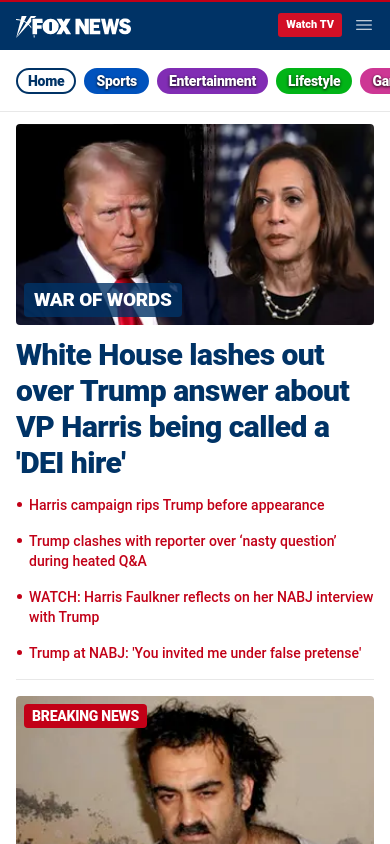 FOX NEWS
Watch TV
Home
Sports
Entertainment
Lifestyle
WAR OF WORDS
White House lashes out
over Trump answer about
VP Harris being called a
'DEI hire'
Harris campaign rips Trump before appearance
Trump clashes with reporter over ‘nasty question’
during heated Q&A
WATCH: Harris Faulkner reflects on her NABJ interview
with Trump
Trump at NABJ: 'You invited me under false pretense'
BREAKING NEWS